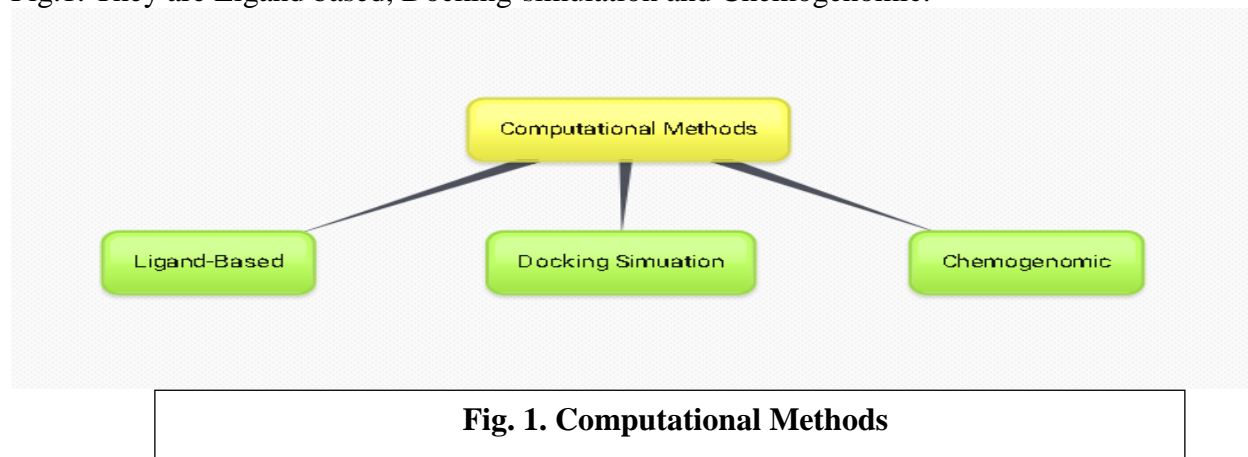 Fig.1. They are Ligand based, Docking simulation and Chemogenomic.
Computational Methods
Ligand-Based
Docking Simuation
Chemogenomic
Fig. 1. Computational Methods